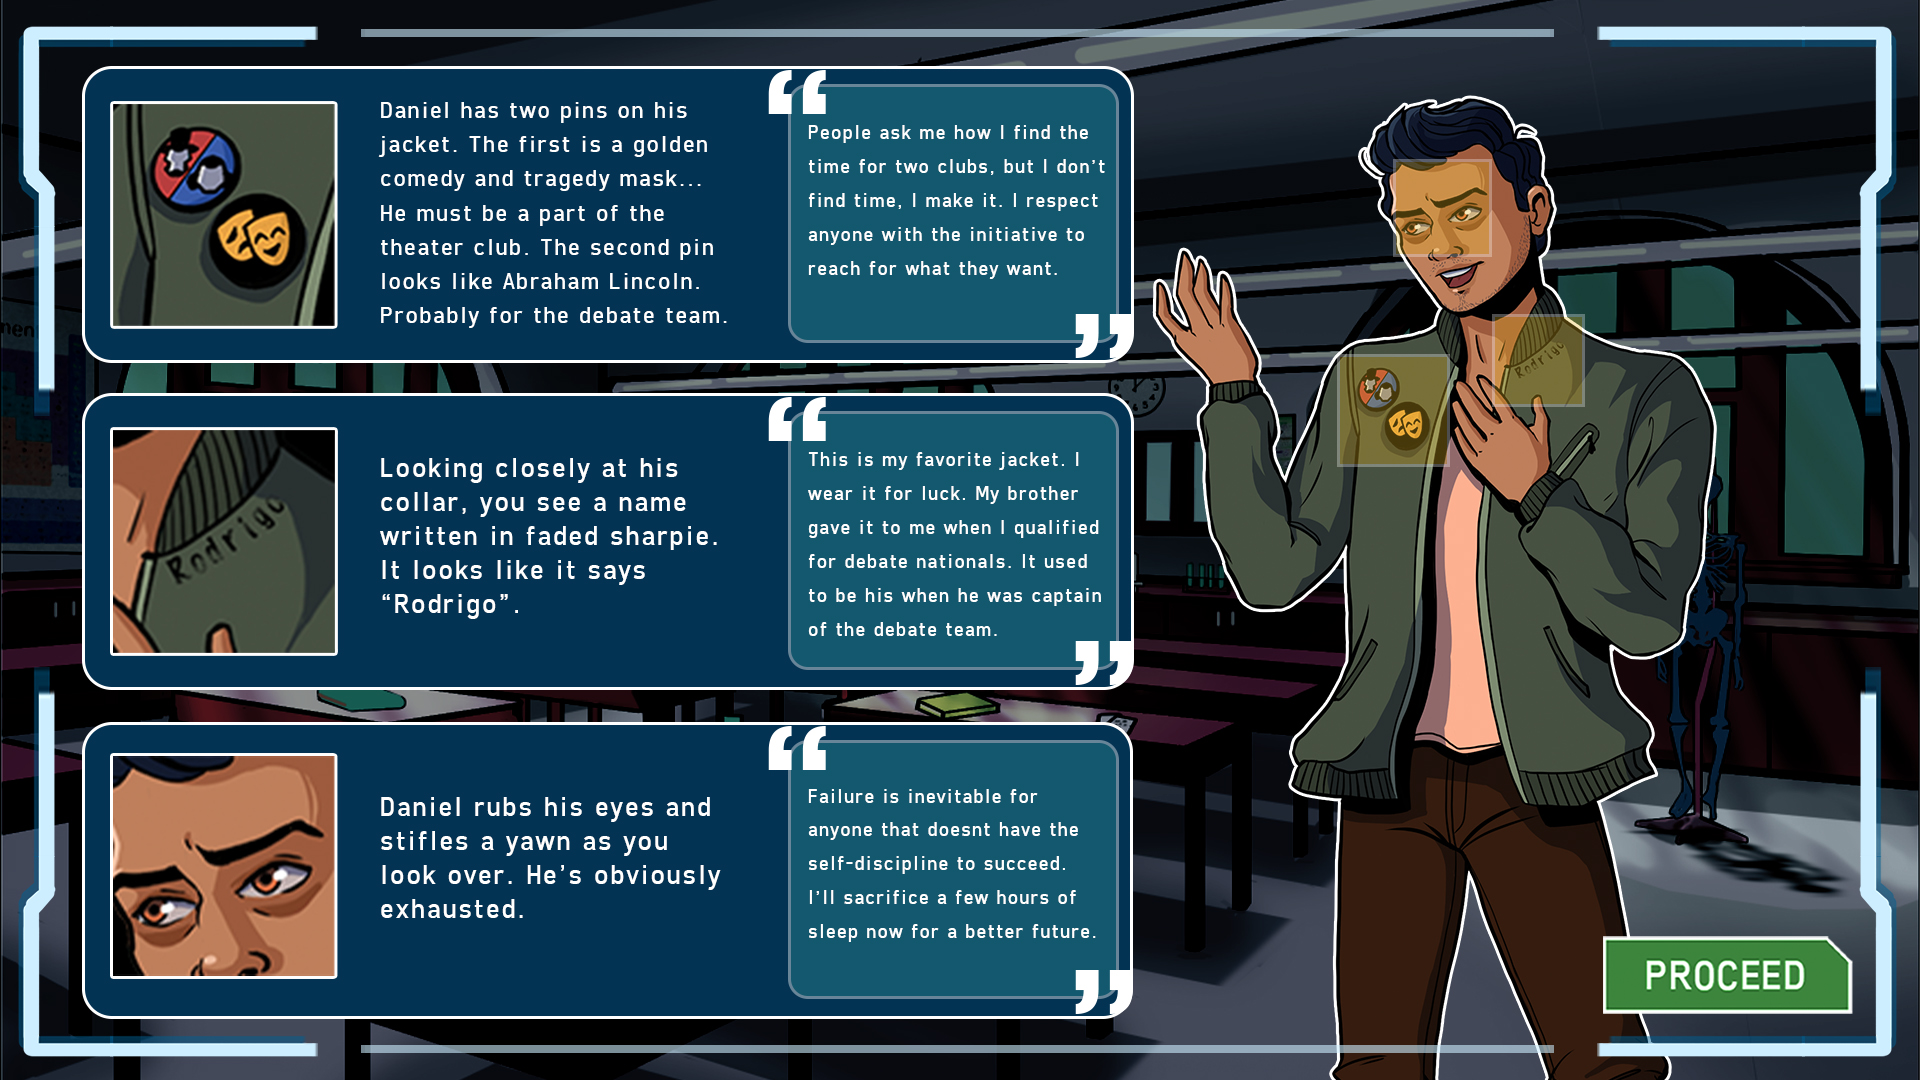 Daniel has two pins on his
jacket. The first is a golden
comedy and tragedy mask...
He must be a part of the
theater club. The second pin
looks like Abraham Lincoln.
Probably for the debate team.
“
People ask me how I find the
time for two clubs, but I don’t
find time, I make it. I respect
anyone with the initiative to
reach for what they want.
”
Rodrigo
Looking closely at his
collar, you see a name
written in faded sharpie.
It looks like it says
“Rodrigo”.
“
This is my favorite jacket. I
wear it for luck. My brother
gave it to me when I qualified
for debate nationals. It used
to be his when he was captain
of the debate team.
”
Daniel rubs his eyes and
stifles a yawn as you
look over. He’s obviously
exhausted.
“
Failure is inevitable for
anyone that doesnt have the
self-discipline to succeed.
I’ll sacrifice a few hours of
sleep now for a better future.
”
Rodrigo
PROCEED